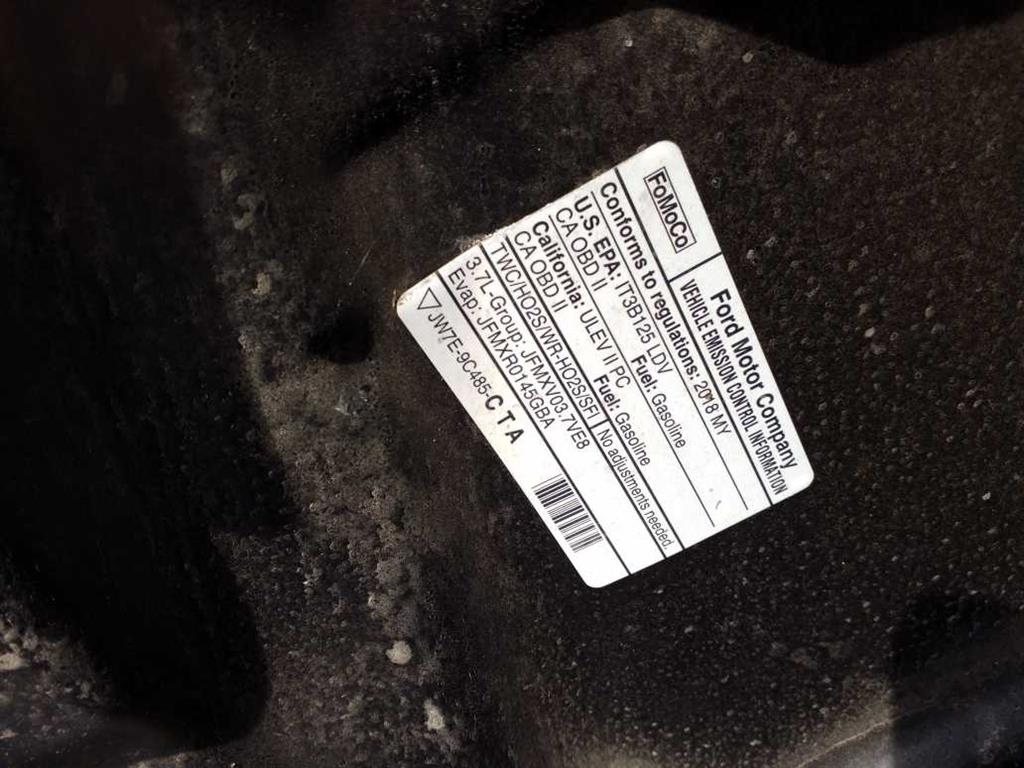 FoMoCo
Ford Motor Company
VEHICLE EMISSION CONTROL INFORMATION
Conforms to regulations: 2018 MY
U.S. EPA: IT3B125 LDV Fuel: Gasoline
CA OBD II
California: ULEV II PC Fuel: Gasoline
CA OBD II
TWC/HO2S/WR-HO2S/SFI No adjustments needed.
3.7L-Group: JFMXV03.7VE8
Evap: JFMXR0145GBA
JW7E-9C485-C T A